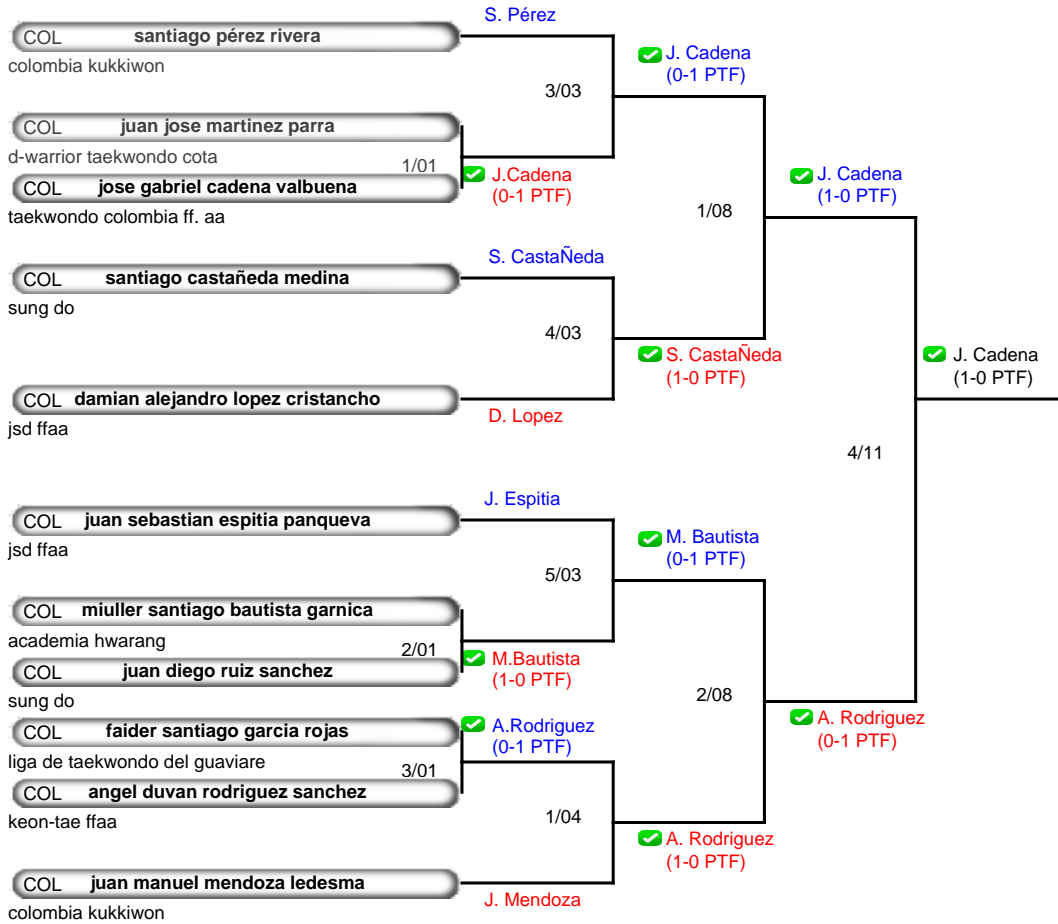 S. Pérez
COL santiago pérez rivera
colombia kukkiwon
J. Cadena
(0-1 PTF)
3/03
COL juan jose martinez parra
d-warrior taekwondo cota
1/01
J.Cadena
(0-1 PTF)
COL jose gabriel cadena valbuena
taekwondo colombia ff. aa
J. Cadena
(1-0 PTF)
1/08
S. CastaÑeda
COL santiago castañeda medina
sung do
4/03
S. CastaÑeda
(1-0 PTF)
J. Cadena
(1-0 PTF)
COL damian alejandro lopez cristancho
D. Lopez
jsd ffaa
4/11
J. Espitia
COL juan sebastian espitia panqueva
jsd ffaa
M. Bautista
(0-1 PTF)
5/03
COL miuller santiago bautista garnica
academia hwarang
2/01
M.Bautista
(1-0 PTF)
COL juan diego ruiz sanchez
sung do
2/08
A. Rodriguez
(0-1 PTF)
COL faider santiago garcia rojas
A.Rodriguez
(0-1 PTF)
liga de taekwondo del guaviare
3/01
COL angel duvan rodriguez sanchez
keon-tae ffaa
1/04
A. Rodriguez
(1-0 PTF)
COL juan manuel mendoza ledesma
J. Mendoza
colombia kukkiwon